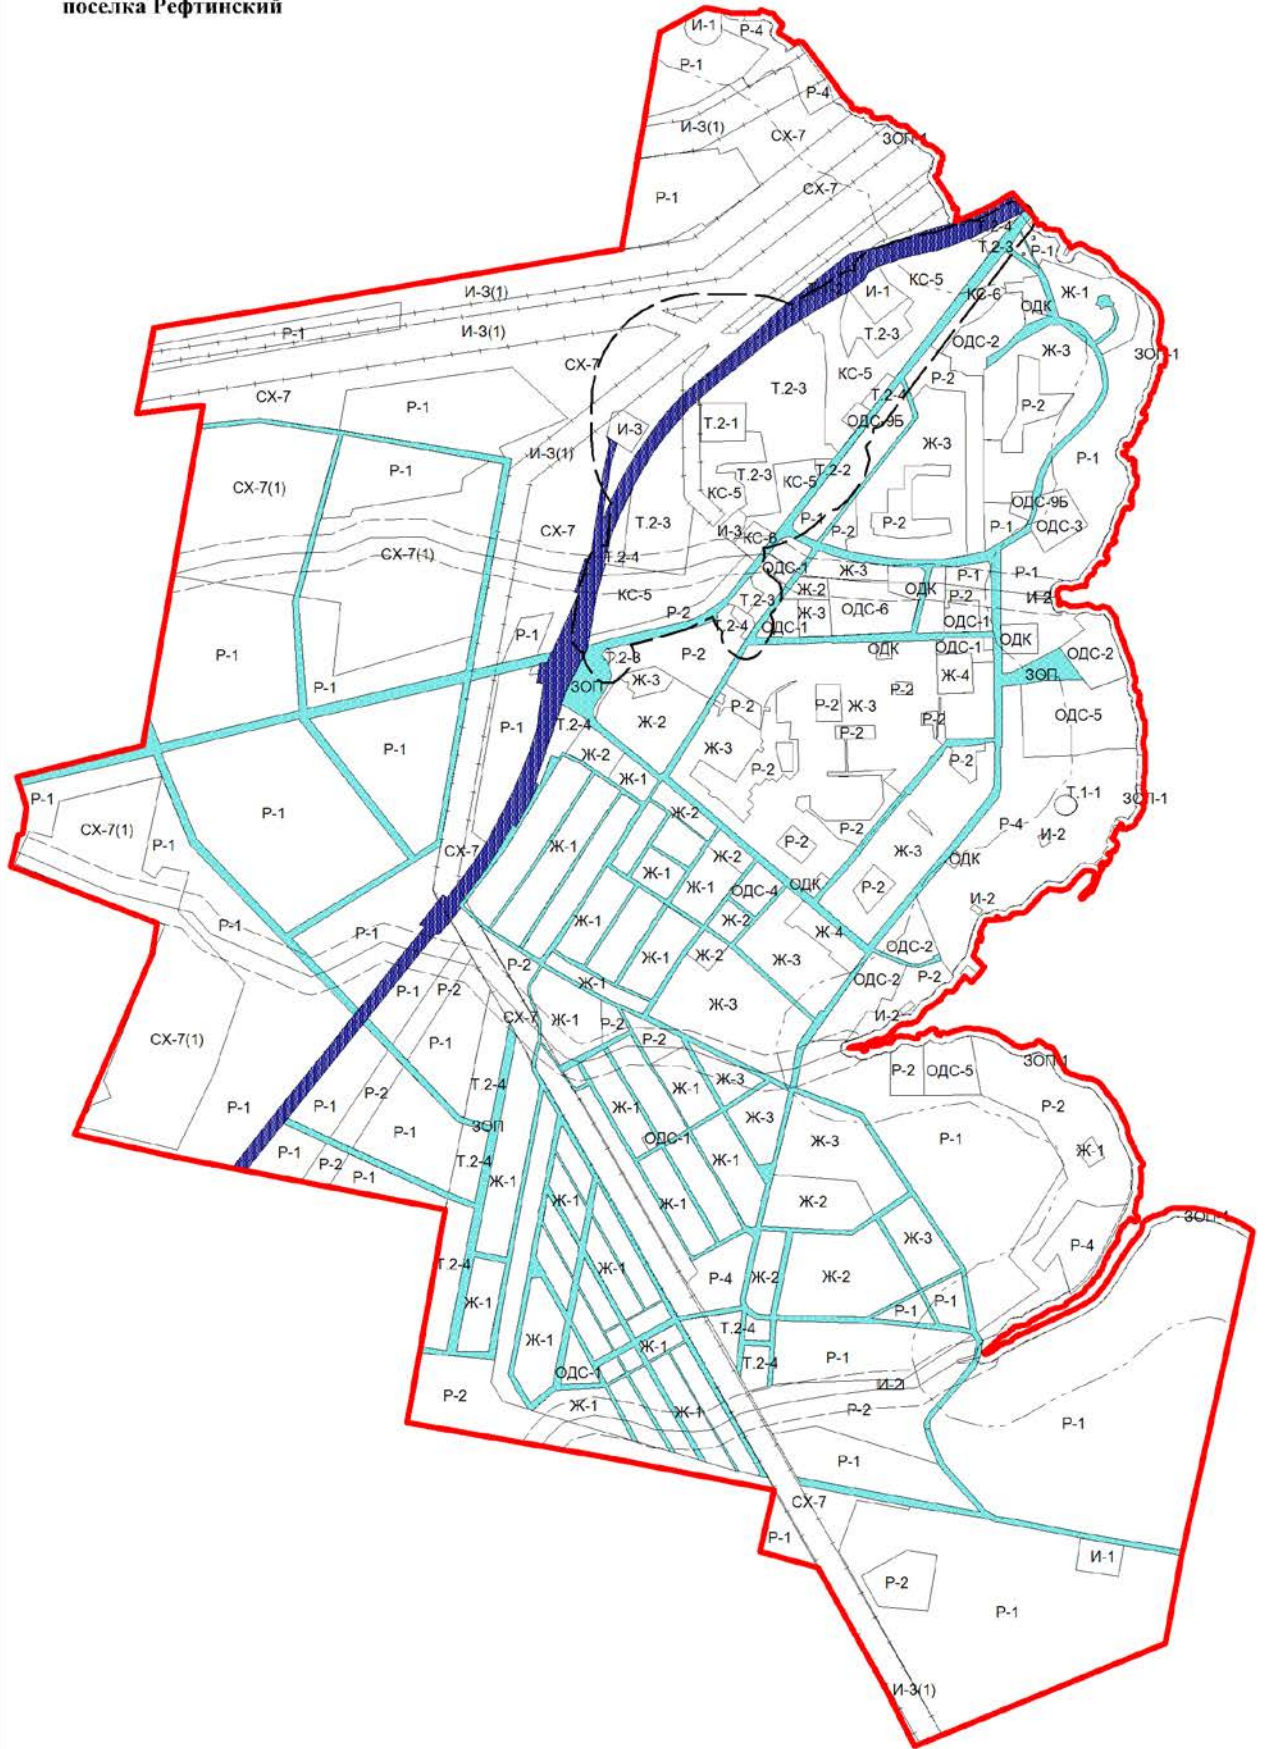 поселка Рефтинский
И-1
Р-4
Р-1
Р-4
И-3(1)
СХ-7
ЗОП-1
СХ-7
Р-1
Т.2-4
Т.2-3
Р-1
КС-5
И-1
КС-6
Ж-1
ОДК
И-3(1)
Р-1
И-3(1)
Т.2-3
ОДС-2
Ж-3
ЗОП-1
СХ-7
КС-5
Р-2
Т.2-3
СХ-7
Р-1
Т.2-4
Р-2
ОДС-9Б
Т.2-1
И-3
Ж-3
И-3(1)
Р-1
Р-1
Т.2-3
Т.2-2
КС-5
СХ-7(1)
КС-5
ОДС-9Б
Р-1
Р-2
Р-2
Р-1
ОДС-3
СХ-7
Т.2-3
И-3
КС-6
СХ-7(1)
Т.2-4
ОДС-1
Ж-3
Р-1
Р-1
Ж-2
ОДК
Р-2
И-2
КС-5
Т.2-3
Р-2
Ж-3
ОДС-6
ОДС-1
Т.2-4
ОДС-1
Р-1
ОДК
ОДС-1
ОДК
Р-1
Т.2-3
Р-2
ОДС-2
Ж-3
Ж-4
ЗОП
Р-1
ЗОП
Р-2
Р-2
Р-2
Ж-3
Р-2
ОДС-5
Р-1
Т.2-4
Ж-2
Р-2
Р-1
Ж-2
Ж-3
Р-2
Р-2
Ж-1
Р-1
Т.1-1
ЗОП-1
Р-1
Ж-2
Р-4
СХ-7(1)
Р-1
Р-2
И-2
Ж-1
Р-2
СХ-7
Ж-2
Ж-3
ОДК
Ж-1
Ж-1
ОДС-4
ОДК
Р-2
И-2
Р-1
Р-1
Ж-1
Ж-2
Ж-4
ОДС-2
Ж-1
Ж-2
Ж-3
Р-2
ОДС-2
Р-2
Ж-1
Р-1
Р-2
Ж-3
И-2
СХ-7
Ж-1
Р-2
СХ-7(1)
Р-1
Р-2
ЗОП-1
Р-2
ОДС-5
Т.2-4
Ж-1
Ж-3
Р-2
Р-1
Р-1
Р-2
Ж-1
Ж-3
ЗОП
Р-1
ОДС-1
Ж-3
Р-1
Р-1
Ж-1
Р-2
Т.2-4
Ж-1
Р-1
Ж-1
Ж-1
Ж-1
Ж-2
ЗОП-1
Ж-3
Р-4
Т.2-4
Ж-1
Р-4
Ж-2
Ж-2
Ж-1
Р-1
Р-1
Т.2-4
Ж-1
Ж-1
Р-1
Т.2-4
ОДС-1
И-2
Р-2
Ж-1
Ж-1
Р-2
Р-1
Р-1
СХ-7
Р-1
И-1
Р-2
Р-1
И-3(1)